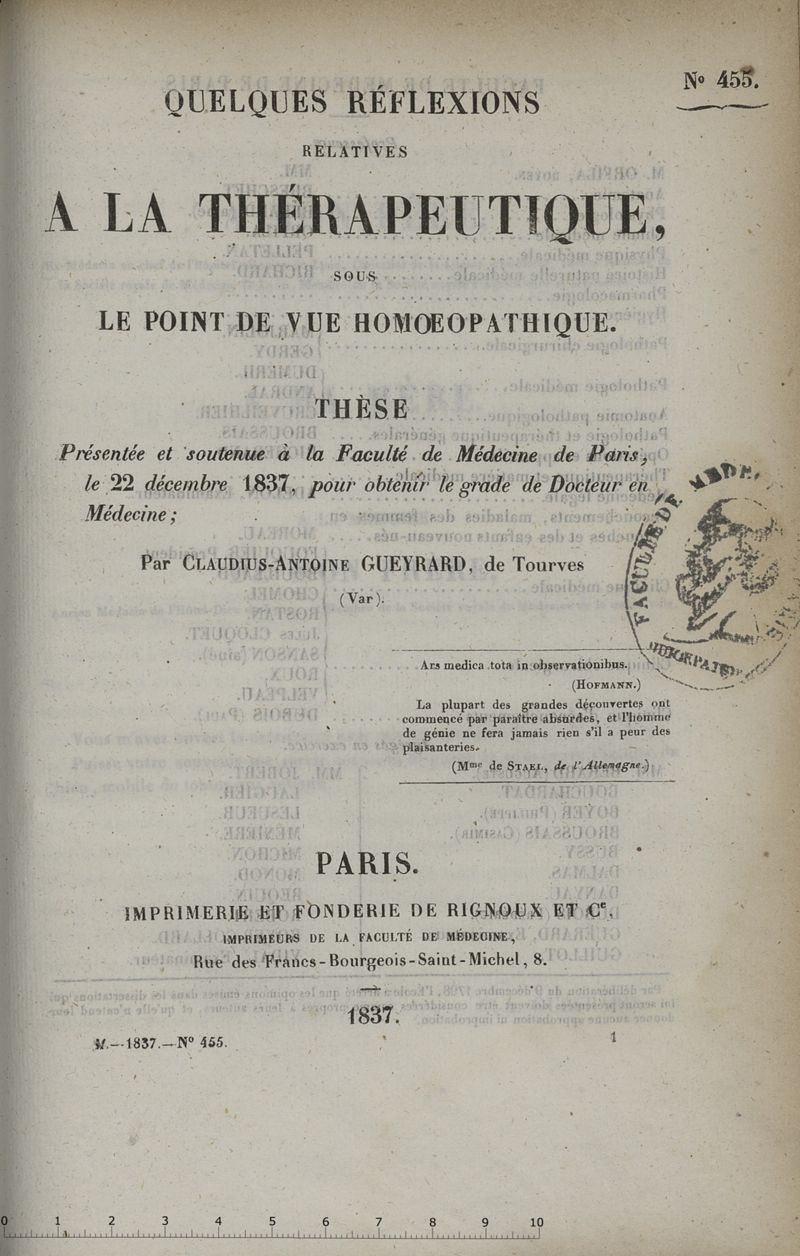 N° 455.
QUELQUES RÉFLEXIONS
RELATIVES
A LA THÉRAPEUTIQUE,
SOUS
LE POINT DE VUE HOMŒOPATHIQUE.
THÈSE
Présentée et soutenue à la Faculté de Médecine de Paris,
le 22 décembre 1837, pour obtenir le grade de Docteur en
Médecine;
Par CLAUDIUS-ANTOINE GUEYRARD, de Tourves
(Var).
Ars medica tota in observationibus.
(HOFMANN.)
La plupart des grandes découvertes ont
commencé par paraître absurdes, et l'homme
de génie ne fera jamais rien s'il a peur des
plaisanteries.
(Mme de STAEL, de l'Allemagne.)
PARIS.
IMPRIMERIE ET FONDERIE DE RIGNOUX ET Ce,
IMPRIMEURS DE LA FACULTÉ DE MÉDECINE,
Rue des Francs-Bourgeois-Saint-Michel, 8.
1837.
M.—1837.—N° 455. 1
0 1 2 3 4 5 6 7 8 9 10